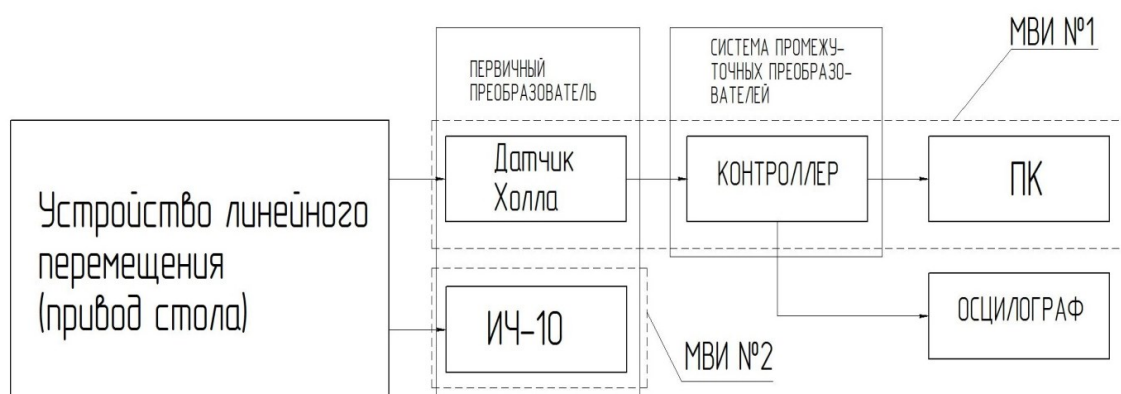 МВИ №1
СИСТЕМА ПРОМЕЖУ-
ТОЧНЫХ ПРЕОБРАЗО-
ВАТЕЛЕЙ
ПЕРВИЧНЫЙ
ПРЕОБРАЗОВАТЕЛЬ
Устройство линейного
перемещения
(привод стола)
Датчик
Холла
КОНТРОЛЛЕР
ПК
ИЧ-10
ОСЦИЛОГРАФ
МВИ №2